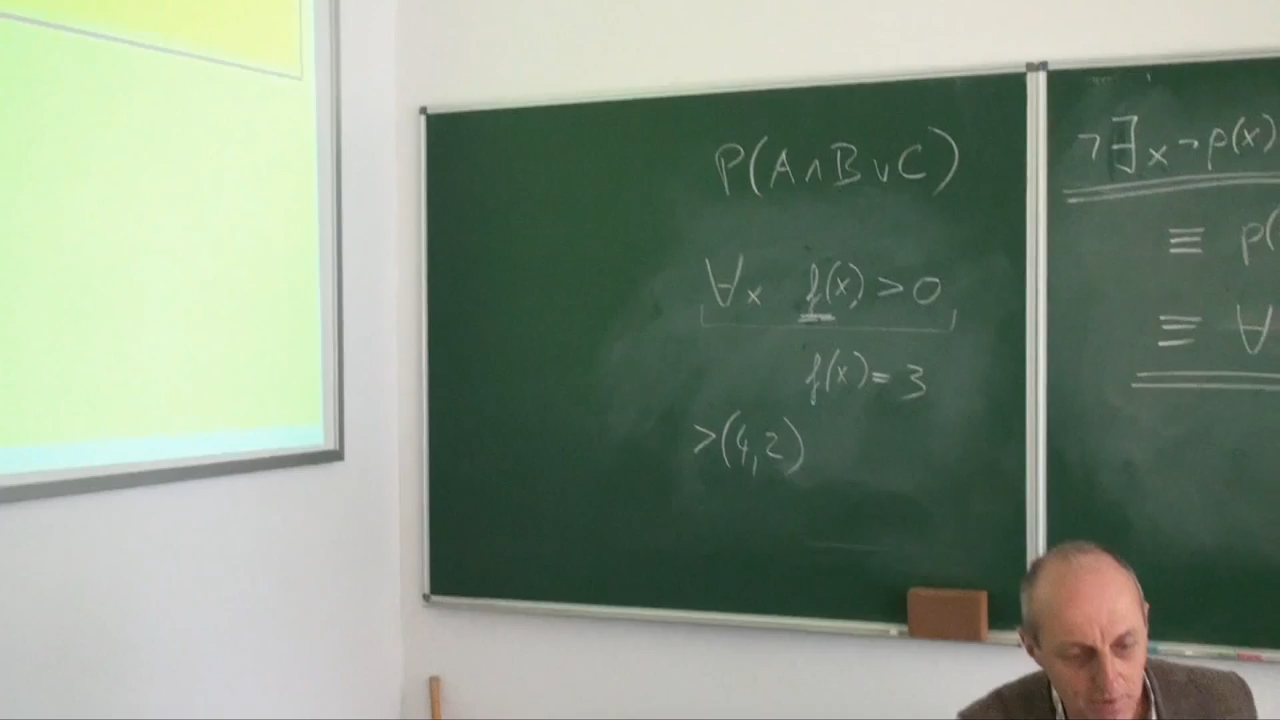 P(A∧B∨C)
∀x f(x) > 0
f(x) = 3
>(4,2)
¬∃x¬p(x)
≡ p(
≡ ∀